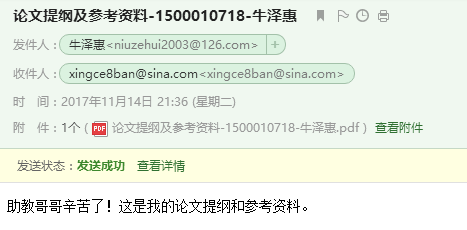 论文提纲及参考资料-1500010718-牛泽惠
发件人：牛泽惠<niuzehui2003@126.com> +
收件人：xingce8ban@sina.com<xingce8ban@sina.com>
时　间：2017年11月14日 21:36 (星期二)
附　件：1个 ( PDF 论文提纲及参考资料-1500010718-牛泽惠.pdf ) 查看附件
发送状态：发送成功　查看详情
助教哥哥辛苦了！这是我的论文提纲和参考资料。